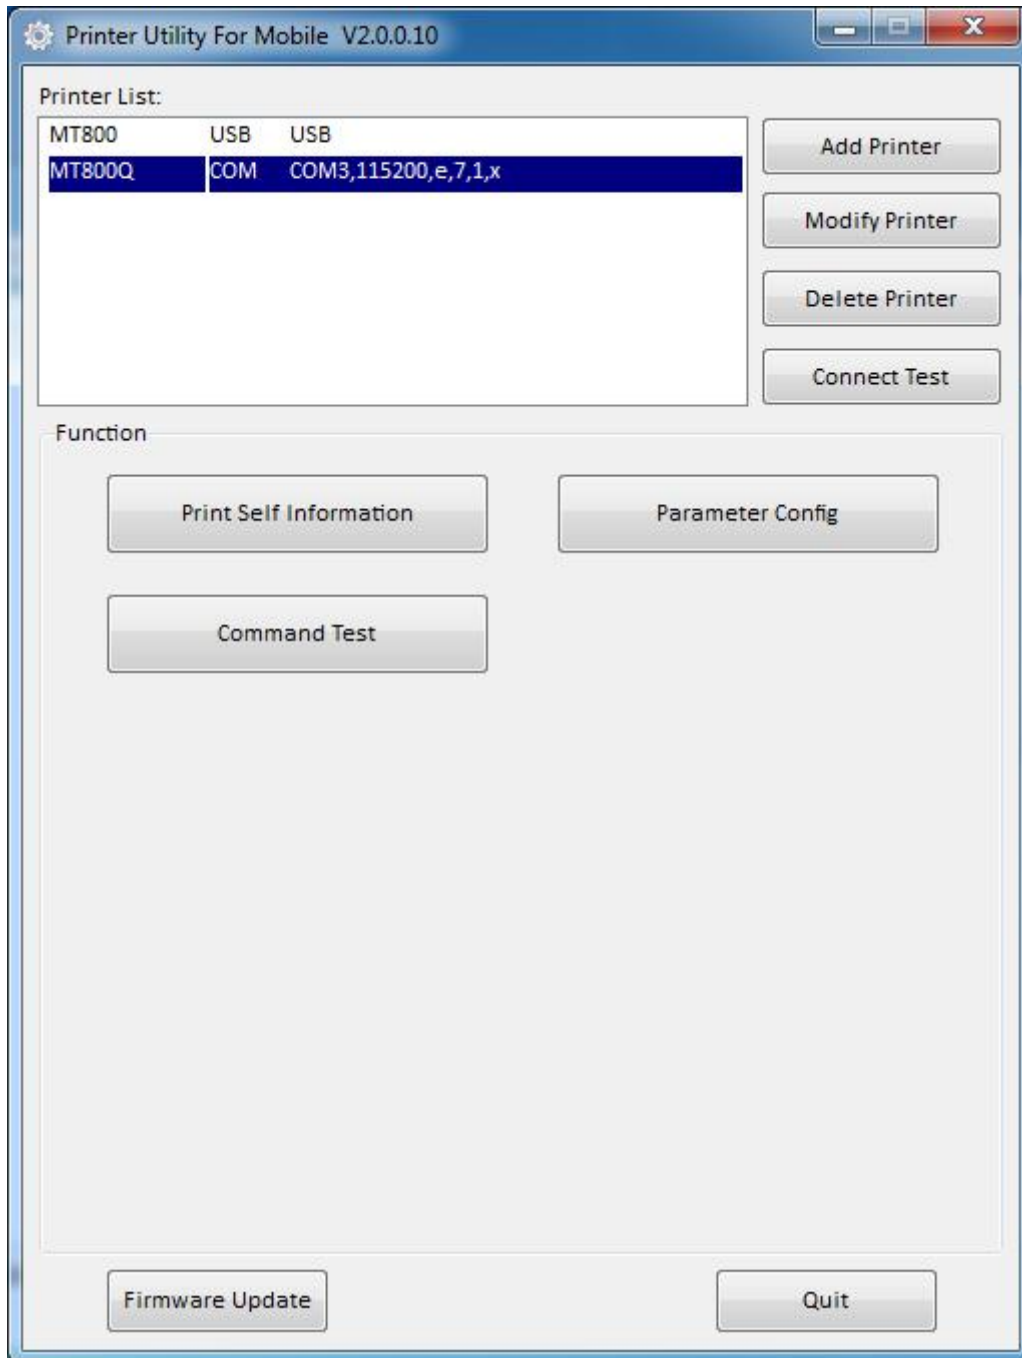 Printer Utility For Mobile V2.0.0.10
Printer List:
MT800 USB USB
MT800Q COM COM3,115200,e,7,1,x
Add Printer
Modify Printer
Delete Printer
Connect Test
Function
Print Self Information
Parameter Config
Command Test
Firmware Update
Quit